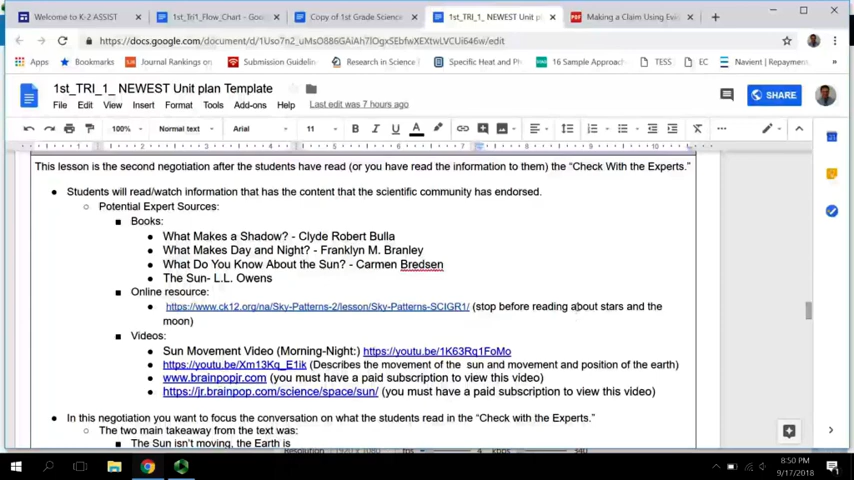 Welcome to K-2 ASSIST
1st_Tri1_Flow_Chart - Goo
Copy of 1st Grade Science
1st_TRI_1_ NEWEST Unit pl
Making a Claim Using Evi
https://docs.google.com/document/d/1Uso7n2_uMsO886GAiAh7lOgxSEbfwXEXtwLVCUi646w/edit
Apps
Bookmarks
Journal Rankings on
Submission Guideline
Research in Science
Specific Heat and Ph
16 Sample Approach
TESS
EC
Navient | Repaymen
1st_TRI_1_ NEWEST Unit plan Template
File Edit View Insert Format Tools Add-ons Help Last edit was 7 hours ago
SHARE
100% Normal text Arial 11 B I U A
This lesson is the second negotiation after the students have read (or you have read the information to them) the “Check With the Experts.”
● Students will read/watch information that has the content that the scientific community has endorsed.
○ Potential Expert Sources:
■ Books:
● What Makes a Shadow? - Clyde Robert Bulla
● What Makes Day and Night? - Franklyn M. Branley
● What Do You Know About the Sun? - Carmen Bredsen
● The Sun- L.L. Owens
■ Online resource:
● https://www.ck12.org/na/Sky-Patterns-2/lesson/Sky-Patterns-SCIGR1/ (stop before reading about stars and the
moon)
■ Videos:
● Sun Movement Video (Morning-Night:) https://youtu.be/1K63Rq1FoMo
● https://youtu.be/Xm13Kq_E1ik (Describes the movement of the sun and movement and position of the earth)
● www.brainpopjr.com (you must have a paid subscription to view this video)
● https://jr.brainpop.com/science/space/sun/ (you must have a paid subscription to view this video)
● In this negotiation you want to focus the conversation on what the students read in the “Check with the Experts.”
○ The two main takeaway from the text was:
■ The Sun isn’t moving, the Earth is
Resolution 1920 x 1080 fps 4 kbps 340
8:50 PM
9/17/2018